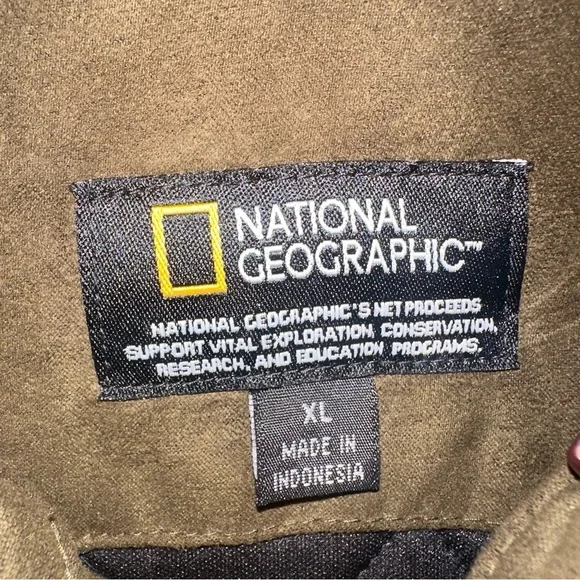 NATIONAL
GEOGRAPHIC™
NATIONAL GEOGRAPHIC'S NET PROCEEDS
SUPPORT VITAL EXPLORATION, CONSERVATION,
RESEARCH, AND EDUCATION PROGRAMS.
XL
MADE IN
INDONESIA